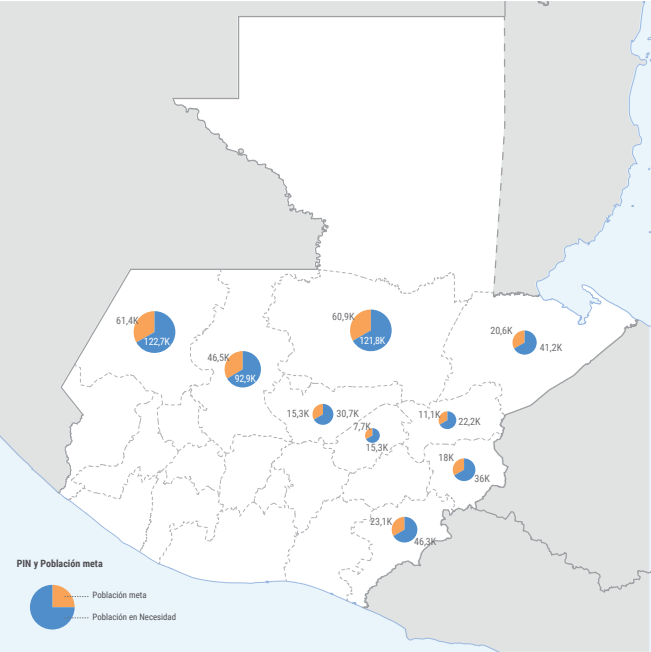 61,4K
122,7K
60,9K
121,8K
20,6K
41,2K
46,5K
92,9K
15,3K
30,7K
11,1K
22,2K
7,7K
15,3K
18K
36K
23,1K
46,3K
PIN y Población meta
Población meta
Población en Necesidad